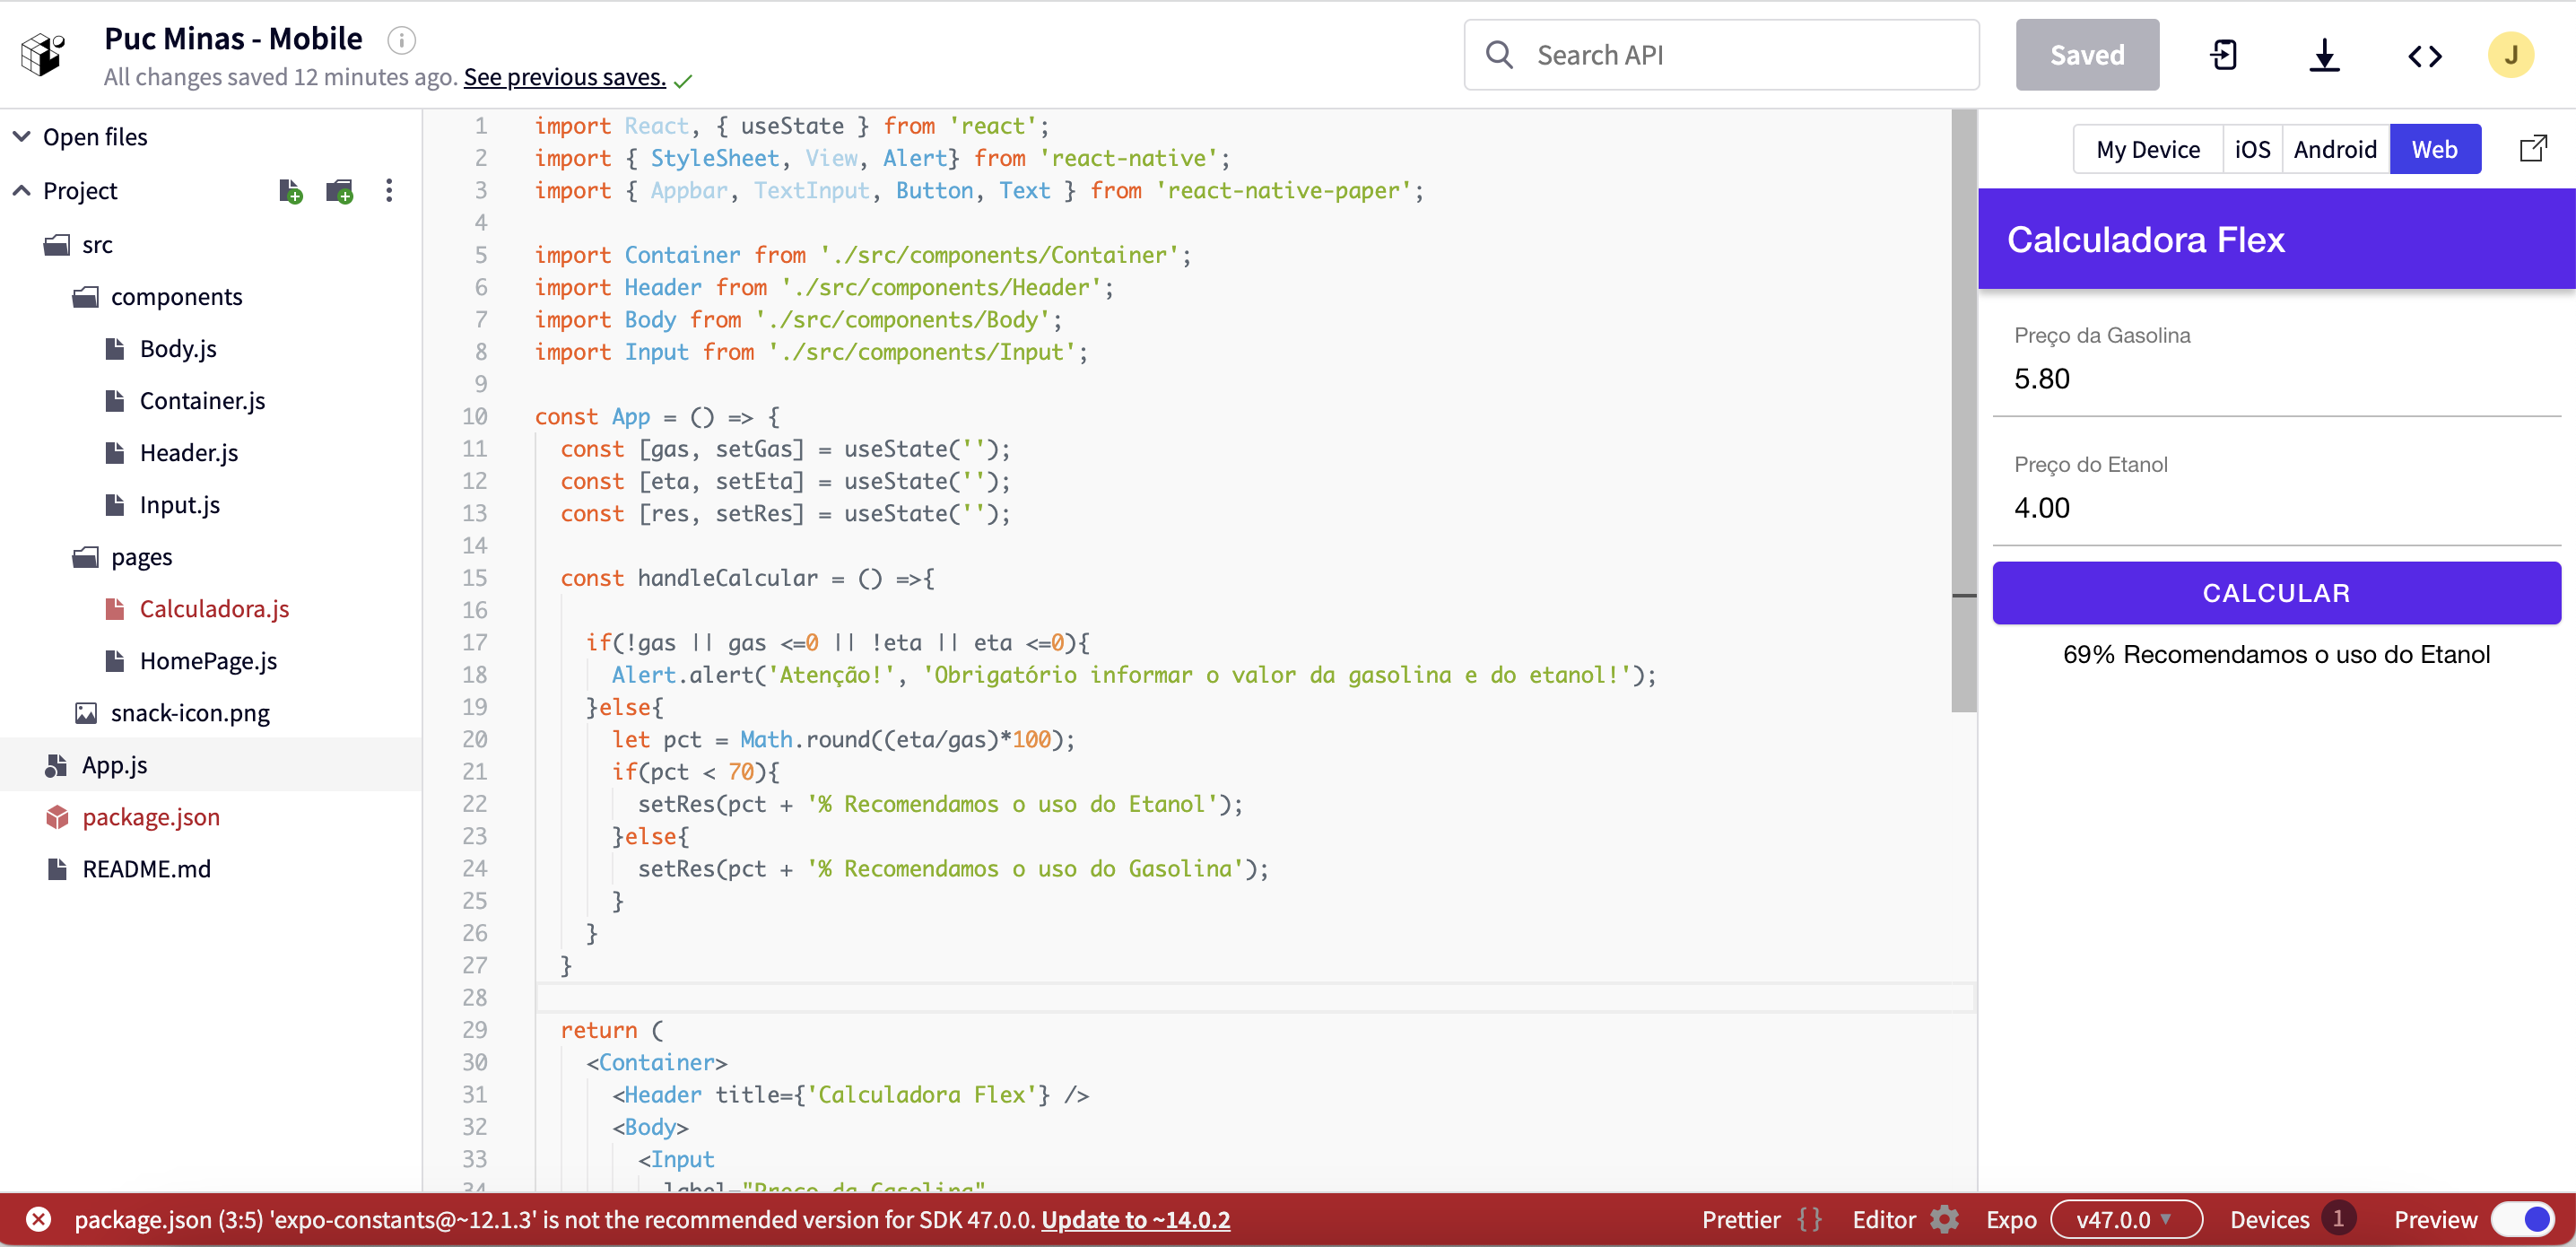 Puc Minas - Mobile
All changes saved 12 minutes ago. See previous saves.
Search API
Saved
J
Open files
Project
src
components
Body.js
Container.js
Header.js
Input.js
pages
Calculadora.js
HomePage.js
snack-icon.png
App.js
package.json
README.md
1 import React, { useState } from 'react';
2 import { StyleSheet, View, Alert} from 'react-native';
3 import { Appbar, TextInput, Button, Text } from 'react-native-paper';
4
5 import Container from './src/components/Container';
6 import Header from './src/components/Header';
7 import Body from './src/components/Body';
8 import Input from './src/components/Input';
9
10 const App = () => {
11 const [gas, setGas] = useState('');
12 const [eta, setEta] = useState('');
13 const [res, setRes] = useState('');
14
15 const handleCalcular = () =>{
16
17 if(!gas || gas <=0 || !eta || eta <=0){
18 Alert.alert('Atenção!', 'Obrigatório informar o valor da gasolina e do etanol!');
19 }else{
20 let pct = Math.round((eta/gas)*100);
21 if(pct < 70){
22 setRes(pct + '% Recomendamos o uso do Etanol');
23 }else{
24 setRes(pct + '% Recomendamos o uso do Gasolina');
25 }
26 }
27 }
28
29 return (
30 <Container>
31 <Header title={'Calculadora Flex'} />
32 <Body>
33 <Input
34 label="Preço da Gasolina"
My Device iOS Android Web
Calculadora Flex
Preço da Gasolina
5.80
Preço do Etanol
4.00
CALCULAR
69% Recomendamos o uso do Etanol
package.json (3:5) 'expo-constants@~12.1.3' is not the recommended version for SDK 47.0.0. Update to ~14.0.2
Prettier { } Editor Expo v47.0.0 Devices 1 Preview